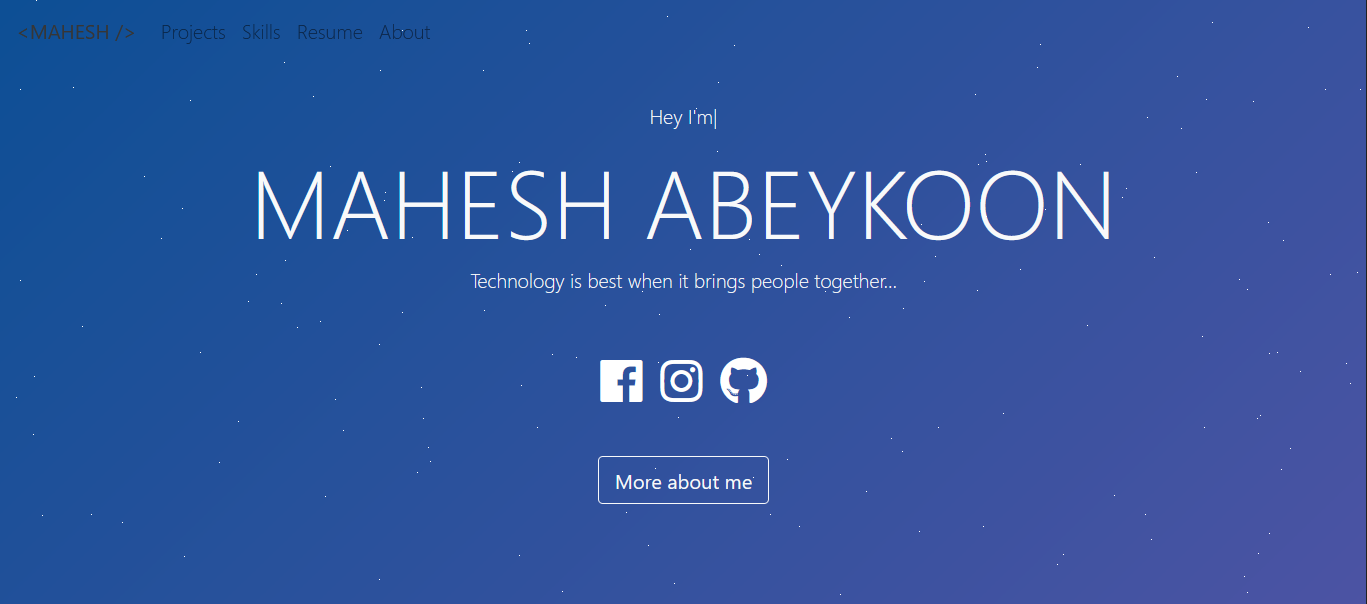 <MAHESH /> Projects Skills Resume About
Hey I'm|
MAHESH ABEYKOON
Technology is best when it brings people together...
More about me